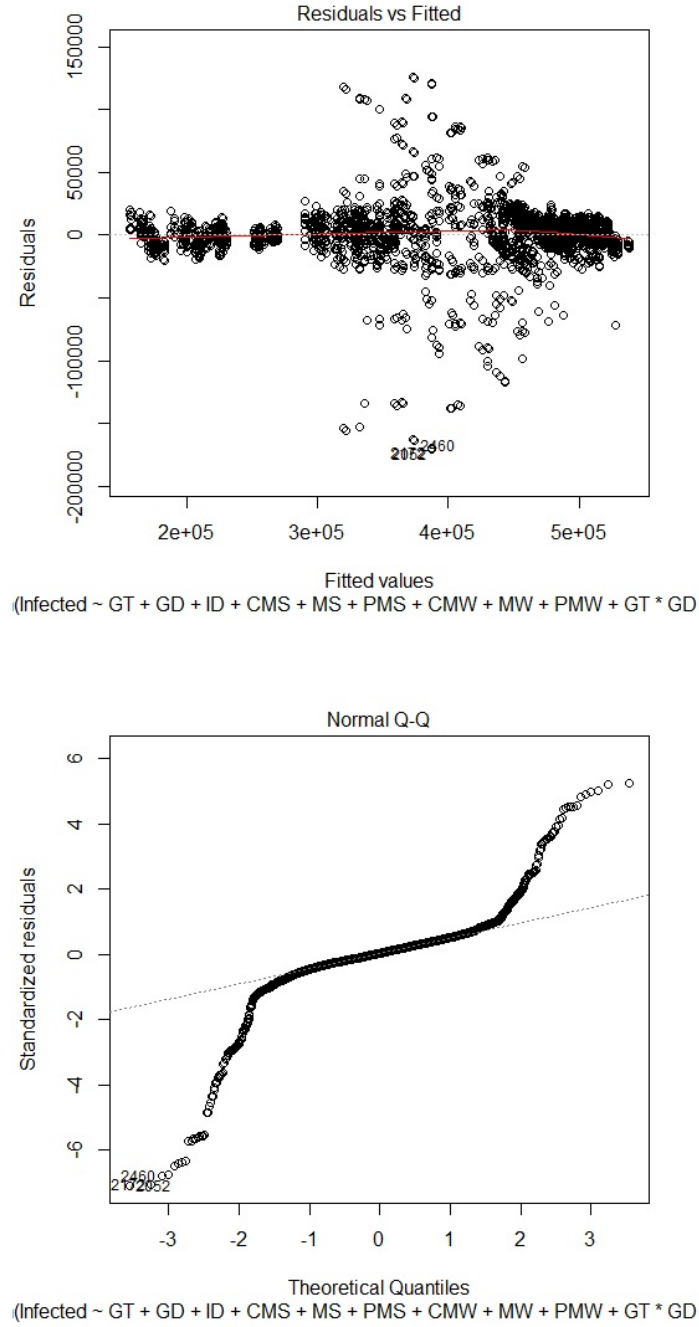 Residuals vs Fitted
150000
50000
0
-100000
-200000
Residuals
2460
2172
2e+05 3e+05 4e+05 5e+05
Fitted values
(Infected ~ GT + GD + ID + CMS + MS + PMS + CMW + MW + PMW + GT * GD
Normal Q-Q
6
4
2
0
-2
-4
-6
Standardized residuals
2460
-3 -2 -1 0 1 2 3
Theoretical Quantiles
(Infected ~ GT + GD + ID + CMS + MS + PMS + CMW + MW + PMW + GT * GD